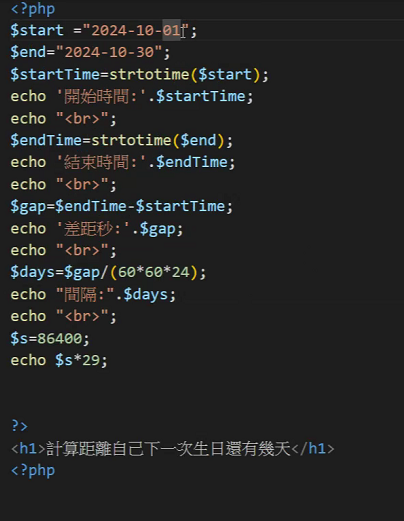 <?php
$start ="2024-10-01";
$end="2024-10-30";
$startTime=strtotime($start);
echo '開始時間:'.$startTime;
echo "<br>";
$endTime=strtotime($end);
echo '結束時間:'.$endTime;
echo "<br>";
$gap=$endTime-$startTime;
echo '差距秒:'.$gap;
echo "<br>";
$days=$gap/(60*60*24);
echo "間隔:".$days;
echo "<br>";
$s=86400;
echo $s*29;
?>
<h1>計算距離自己下一次生日還有幾天</h1>
<?php